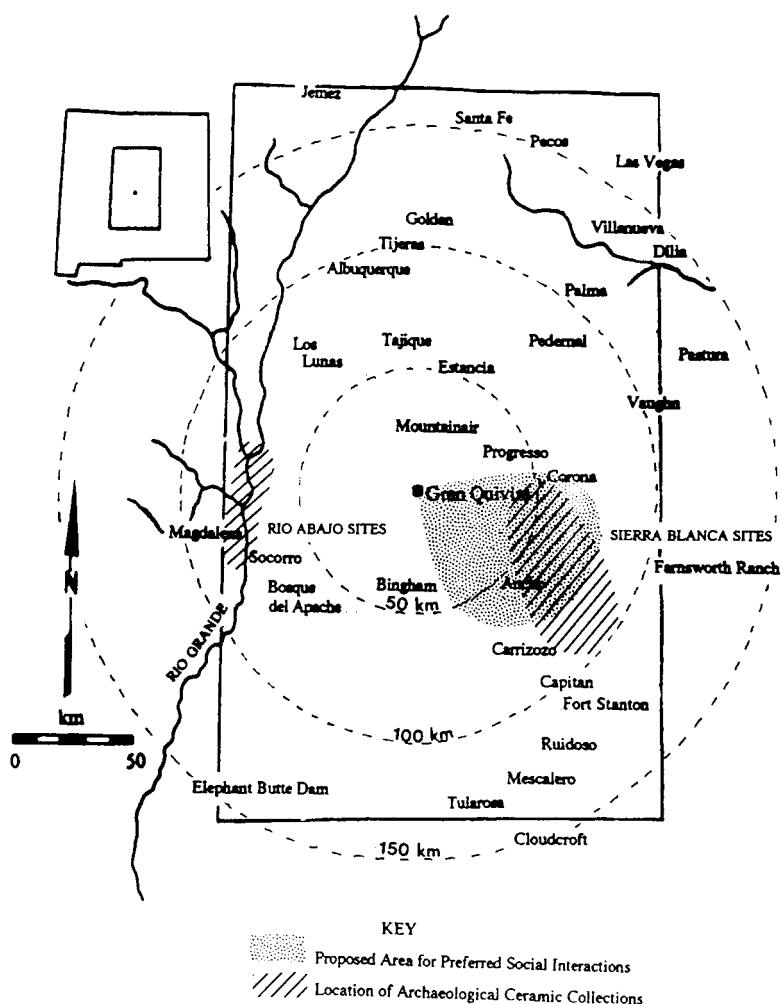 Jemez
Santa Fe
Pecos
Las Vegas
Golden
Villanueva
Tijeras
Dilia
Albuquerque
Palma
Los
Lunas
Tajique
Pedernal
Pastura
Estancia
Vaughn
Mountainair
Progresso
Corona
Gran Quivira
RIO ABAJO SITES
SIERRA BLANCA SITES
Magdalena
Socorro
Farnsworth Ranch
Bosque
del Apache
Bingham
Ancho
50 km
N
RIO GRANDE
Carrizozo
Capitan
Fort Stanton
km
0 50
100 km
Ruidoso
Mescalero
Elephant Butte Dam
Tularosa
Cloudcroft
150 km
KEY
Proposed Area for Preferred Social Interactions
Location of Archaeological Ceramic Collections